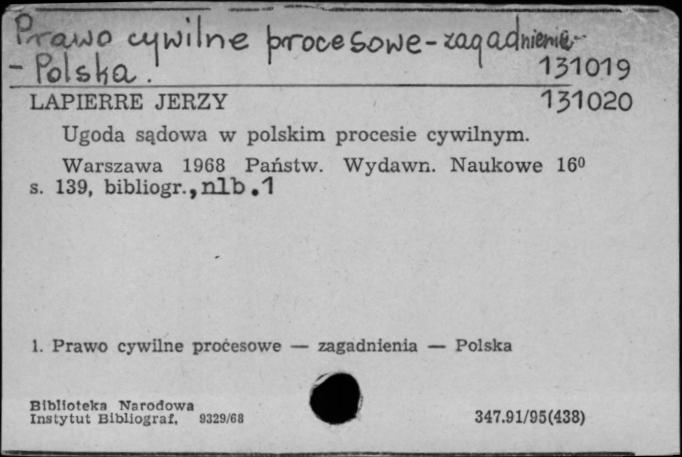 Prawo cywilne procesowe-zagadnienia-
- Polska.
131019
LAPIERRE JERZY 131020
Ugoda sądowa w polskim procesie cywilnym.
Warszawa 1968 Państw. Wydawn. Naukowe 16⁰
s. 139, bibliogr., nlb.1
1. Prawo cywilne procesowe — zagadnienia — Polska
Biblioteka Narodowa
Instytut Bibliograf. 9329/68
347.91/95(438)